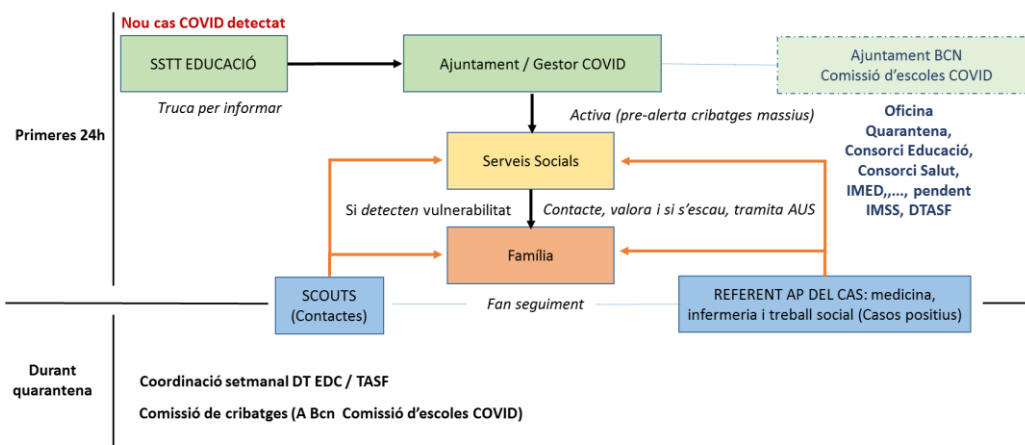 Nou cas COVID detectat
SSTT EDUCACIÓ
Ajuntament / Gestor COVID
Ajuntament BCN
Comissió d'escoles COVID
Truca per informar
Activa (pre-alerta cribatges massius)
Oficina
Quarantena,
Consorci Educació,
Consorci Salut,
IMED,,..., pendent
IMSS, DTASF
Primeres 24h
Serveis Socials
Si detecten vulnerabilitat
Contacte, valora i si s'escau, tramita AUS
Família
SCOUTS
(Contactes)
Fan seguiment
REFERENT AP DEL CAS: medicina,
infermeria i treball social (Casos positius)
Durant
quarantena
Coordinació setmanal DT EDC / TASF
Comissió de cribatges (A Bcn Comissió d'escoles COVID)